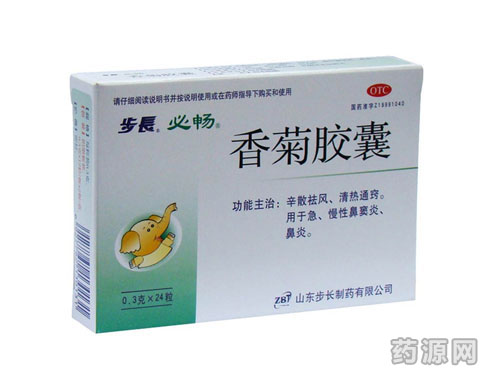 请仔细阅读说明书并按说明使用或在药师指导下购买和使用
OTC
国药准字Z19991040
步長® 必畅®
香菊胶囊
功能主治：辛散祛风、清热通窍。
用于急、慢性鼻窦炎、
鼻炎。
0.3克×24粒
ZBT 山东步长制药有限公司
药源网